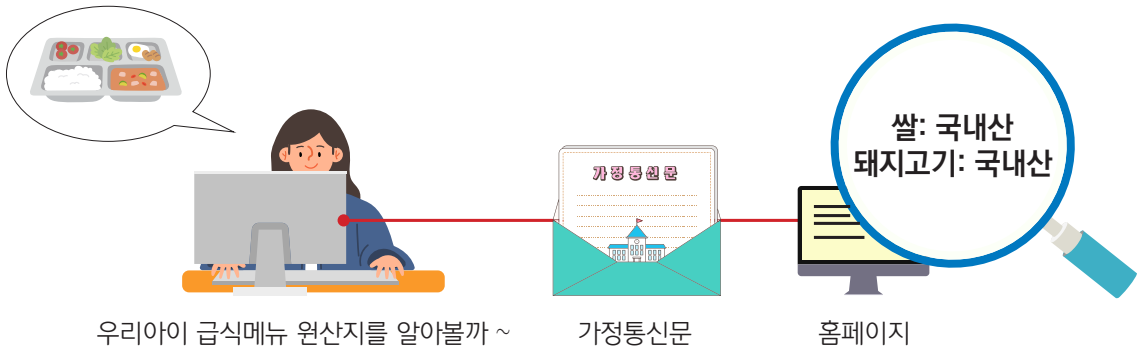 쌀: 국내산
돼지고기: 국내산
가정통신문
우리아이 급식메뉴 원산지를 알아볼까 ~
가정통신문
홈페이지